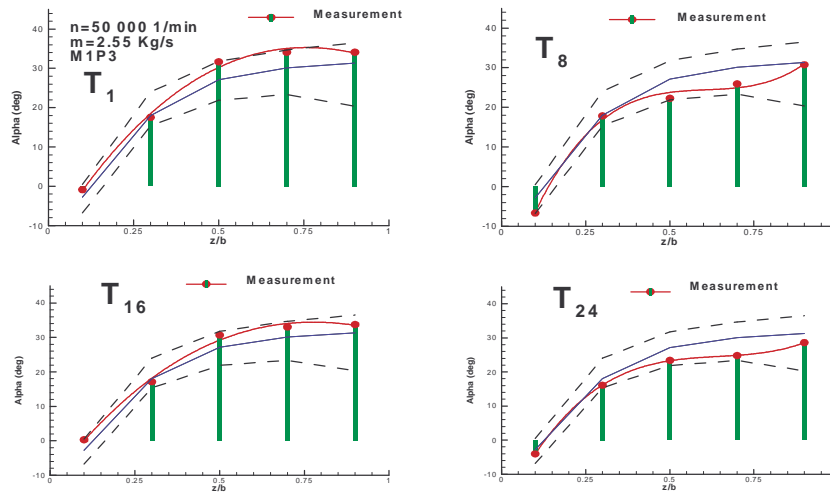 Measurement
n=50 000 1/min
m=2.55 Kg/s
M1P3
T1
Alpha (deg)
40
30
20
10
0
-10
0 0.25 0.5 0.75 1
z/b
Measurement
T8
Alpha (deg)
40
30
20
10
0
-10
0 0.25 0.5 0.75
z/b
Measurement
T16
Alpha (deg)
40
30
20
10
0
-10
0 0.25 0.5 0.75 1
z/b
Measurement
T24
Alpha (deg)
40
30
20
10
0
-10
0 0.25 0.5 0.75
z/b